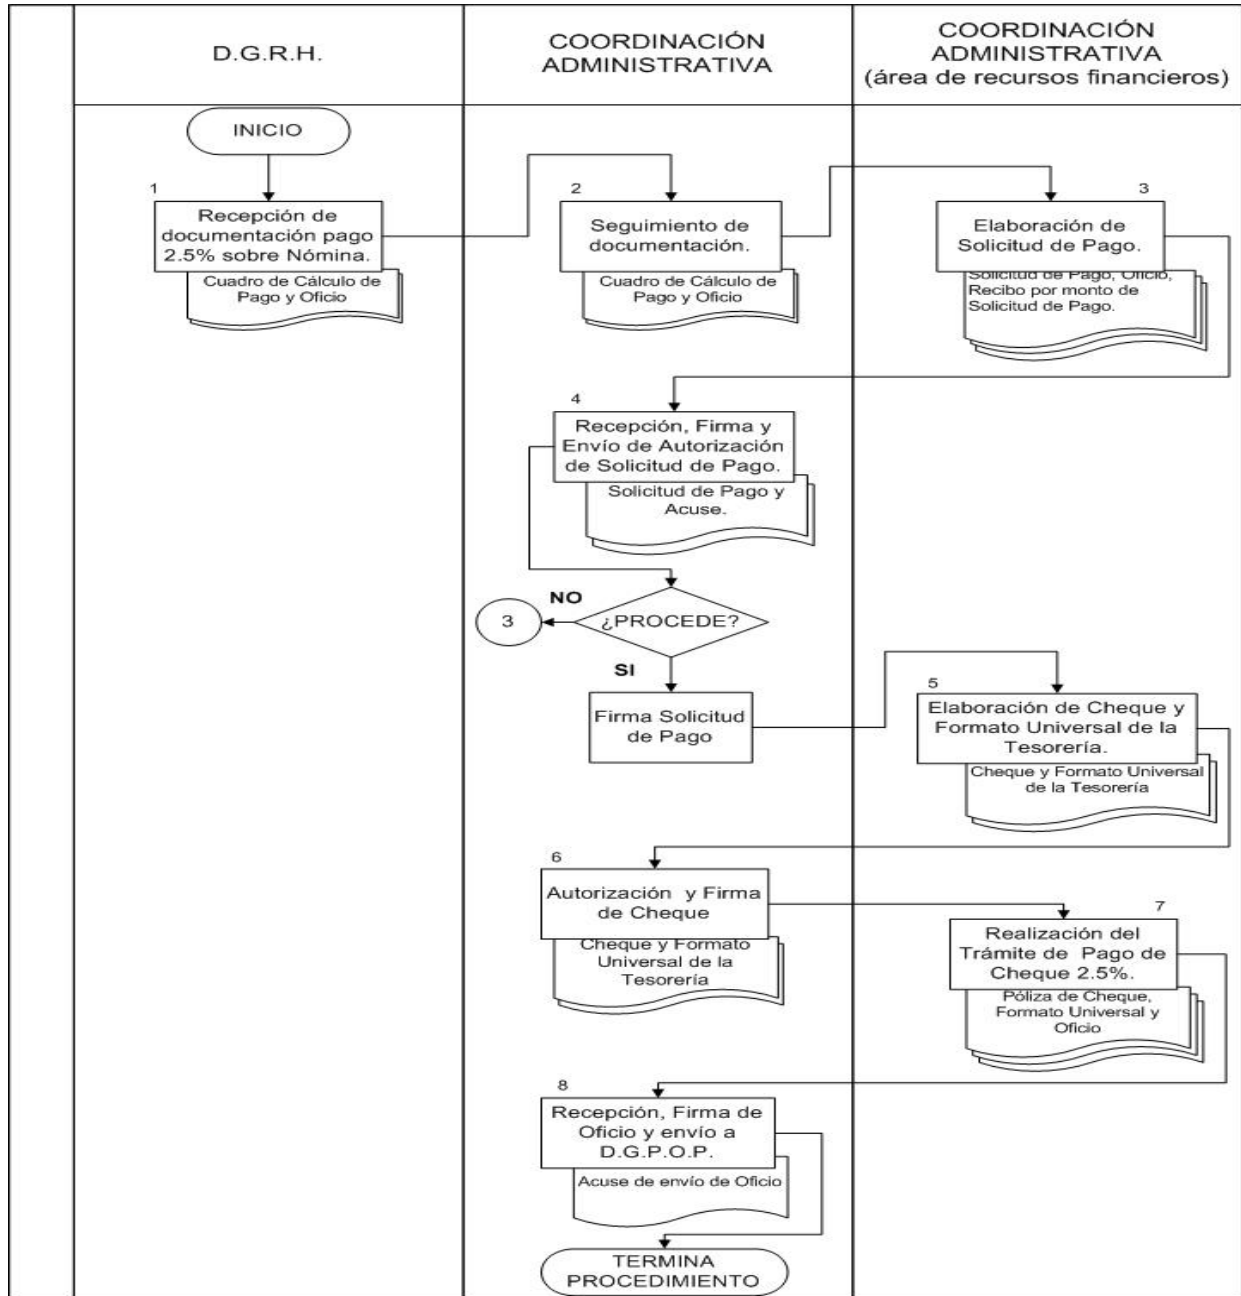 D.G.R.H.
COORDINACIÓN
ADMINISTRATIVA
COORDINACIÓN
ADMINISTRATIVA
(área de recursos financieros)
INICIO
1
Recepción de
documentación pago
2.5% sobre Nómina.
Cuadro de Cálculo de
Pago y Oficio
2
Seguimiento de
documentación.
Cuadro de Cálculo de
Pago y Oficio
3
Elaboración de
Solicitud de Pago.
Solicitud de Pago, Oficio,
Recibo por monto de
Solicitud de Pago.
4
Recepción, Firma y
Envío de Autorización
de Solicitud de Pago.
Solicitud de Pago y
Acuse.
NO
3
¿PROCEDE?
SI
Firma Solicitud
de Pago
5
Elaboración de Cheque y
Formato Universal de la
Tesorería.
Cheque y Formato Universal
de la Tesorería
6
Autorización y Firma
de Cheque
Cheque y Formato
Universal de la
Tesorería
7
Realización del
Trámite de Pago de
Cheque 2.5%.
Póliza de Cheque,
Formato Universal y
Oficio
8
Recepción, Firma de
Oficio y envío a
D.G.P.O.P.
Acuse de envío de Oficio
TERMINA
PROCEDIMIENTO